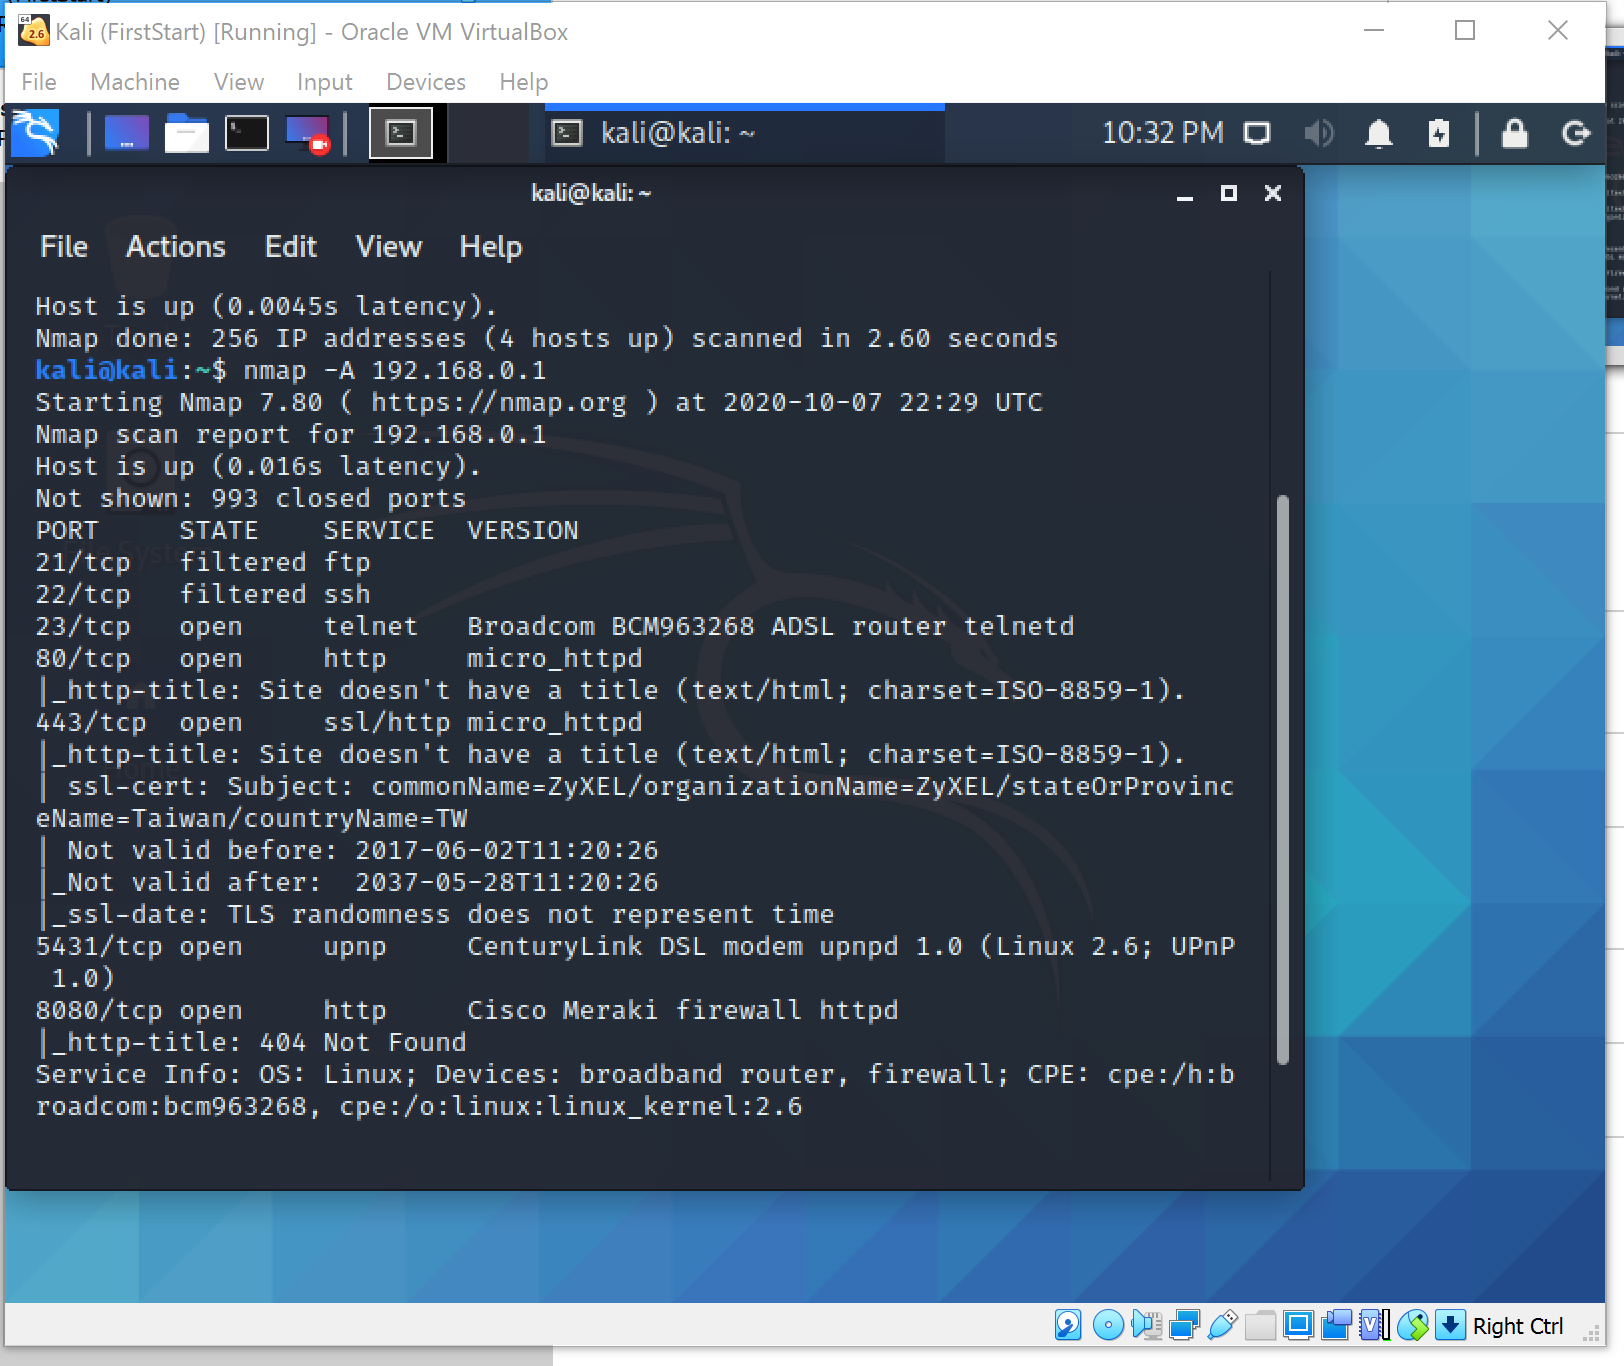 Kali (FirstStart) [Running] - Oracle VM VirtualBox
File Machine View Input Devices Help
kali@kali: ~
10:32 PM
kali@kali: ~
File Actions Edit View Help
Host is up (0.0045s latency).
Nmap done: 256 IP addresses (4 hosts up) scanned in 2.60 seconds
kali@kali:~$ nmap -A 192.168.0.1
Starting Nmap 7.80 ( https://nmap.org ) at 2020-10-07 22:29 UTC
Nmap scan report for 192.168.0.1
Host is up (0.016s latency).
Not shown: 993 closed ports
PORT     STATE    SERVICE  VERSION
21/tcp   filtered ftp
22/tcp   filtered ssh
23/tcp   open     telnet   Broadcom BCM963268 ADSL router telnetd
80/tcp   open     http     micro_httpd
|_http-title: Site doesn't have a title (text/html; charset=ISO-8859-1).
443/tcp  open     ssl/http micro_httpd
|_http-title: Site doesn't have a title (text/html; charset=ISO-8859-1).
| ssl-cert: Subject: commonName=ZyXEL/organizationName=ZyXEL/stateOrProvinc
eName=Taiwan/countryName=TW
| Not valid before: 2017-06-02T11:20:26
|_Not valid after:  2037-05-28T11:20:26
|_ssl-date: TLS randomness does not represent time
5431/tcp open     upnp     CenturyLink DSL modem upnpd 1.0 (Linux 2.6; UPnP
 1.0)
8080/tcp open     http     Cisco Meraki firewall httpd
|_http-title: 404 Not Found
Service Info: OS: Linux; Devices: broadband router, firewall; CPE: cpe:/h:b
roadcom:bcm963268, cpe:/o:linux:linux_kernel:2.6
Right Ctrl